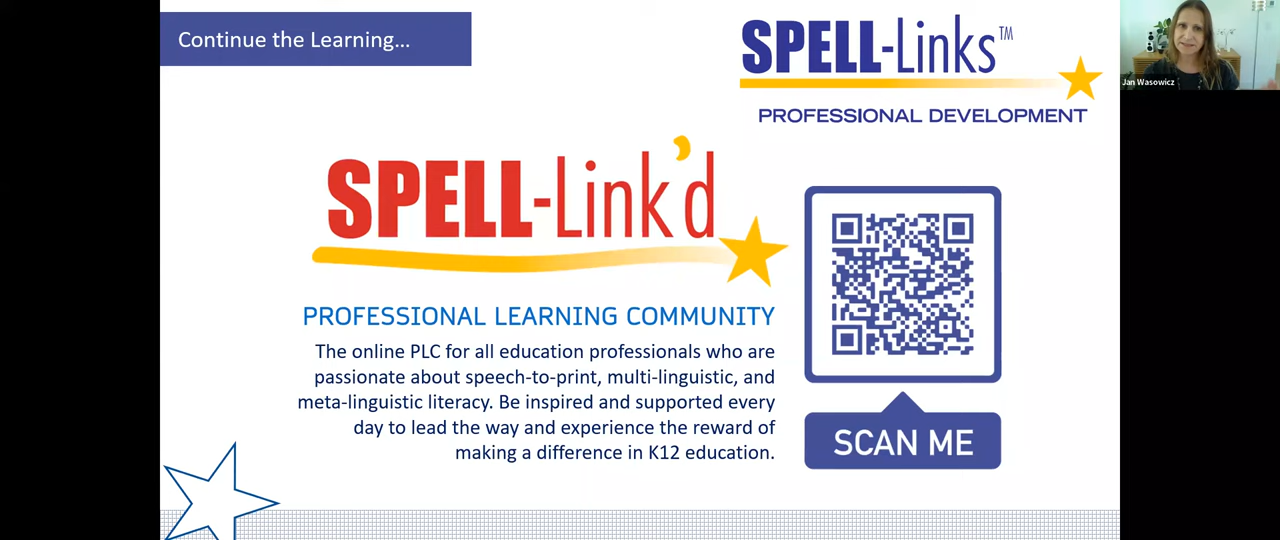 Continue the Learning...
SPELL-Links™
PROFESSIONAL DEVELOPMENT
Jan Wasowicz
SPELL-Link'd
PROFESSIONAL LEARNING COMMUNITY
The online PLC for all education professionals who are
passionate about speech-to-print, multi-linguistic, and
meta-linguistic literacy. Be inspired and supported every
day to lead the way and experience the reward of
making a difference in K12 education.
SCAN ME